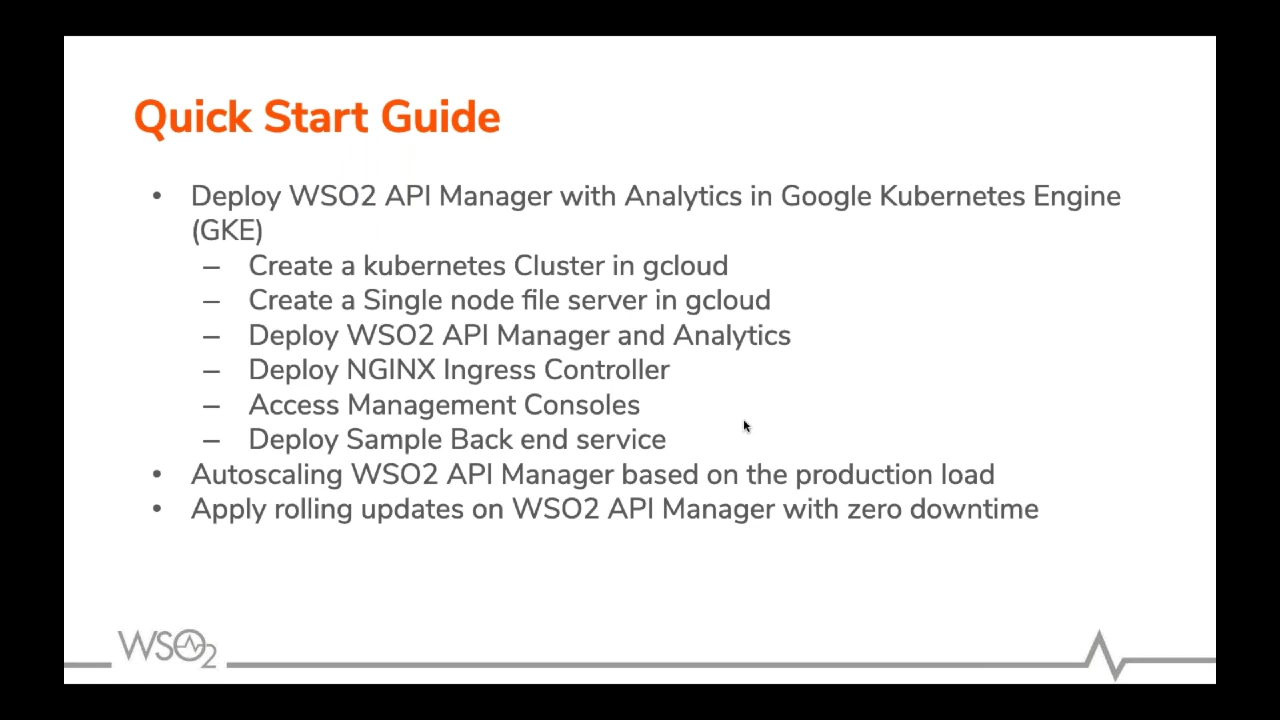 Quick Start Guide
• Deploy WSO2 API Manager with Analytics in Google Kubernetes Engine
(GKE)
– Create a kubernetes Cluster in gcloud
– Create a Single node file server in gcloud
– Deploy WSO2 API Manager and Analytics
– Deploy NGINX Ingress Controller
– Access Management Consoles
– Deploy Sample Back end service
• Autoscaling WSO2 API Manager based on the production load
• Apply rolling updates on WSO2 API Manager with zero downtime
WSO2